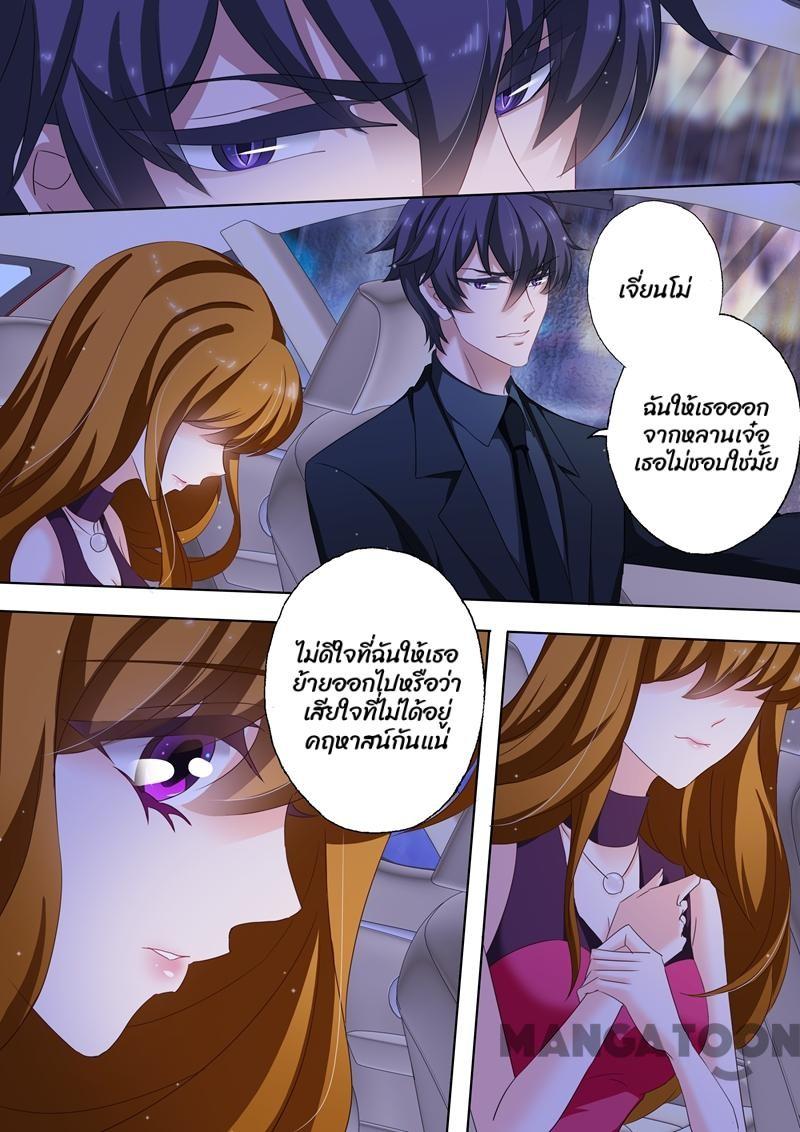 เจี่ยนโม่
ฉันให้เธอออก
จากหลานเจ๋อ
เธอไม่ชอบใช่มั้ย
ไม่ดีใจที่ฉันให้เธอ
ย้ายออกไปหรือว่า
เสียใจที่ไม่ได้อยู่
คฤหาสน์กันแน่
MANGATOON